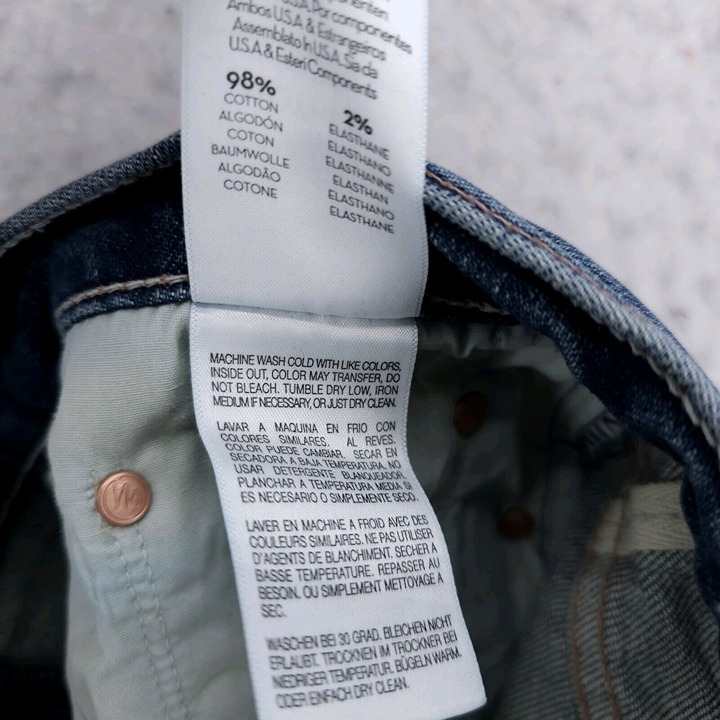 U.S.A. Por componentes
Ambos U.S.A & Estrangeiros
Assemblato In U.S.A. Sia da
U.S.A & Esteri Components
98%
COTTON
ALGODÓN
COTON
BAUMWOLLE
ALGODÃO
COTONE
2%
ELASTHANE
ELASTHANO
ELASTHANNE
ELASTHAN
ELASTHANO
ELASTHANE
MACHINE WASH COLD WITH LIKE COLORS,
INSIDE OUT, COLOR MAY TRANSFER, DO
NOT BLEACH. TUMBLE DRY LOW, IRON
MEDIUM IF NECESSARY, OR JUST DRY CLEAN.
LAVAR A MAQUINA EN FRIO CON
COLORES SIMILARES. AL REVES.
COLOR PUEDE CAMBIAR. SECAR EN
SECADORA A BAJA TEMPERATURA. NO
USAR DETERGENTE BLANQUEADOR.
PLANCHAR A TEMPERATURA MEDIA SI
ES NECESARIO O SIMPLEMENTE SECO.
LAVER EN MACHINE A FROID AVEC DES
COULEURS SIMILAIRES. NE PAS UTILISER
D'AGENTS DE BLANCHIMENT. SECHER A
BASSE TEMPERATURE. REPASSER AU
BESOIN. OU SIMPLEMENT METTOYAGE A
SEC.
WASCHEN BEI 30 GRAD. BLEICHEN NICHT
ERLAUBT. TROCKNEN IM TROCKNER BEI
NIEDRIGER TEMPERATUR. BÜGELN WARM.
ODER EINFACH DRY CLEAN.